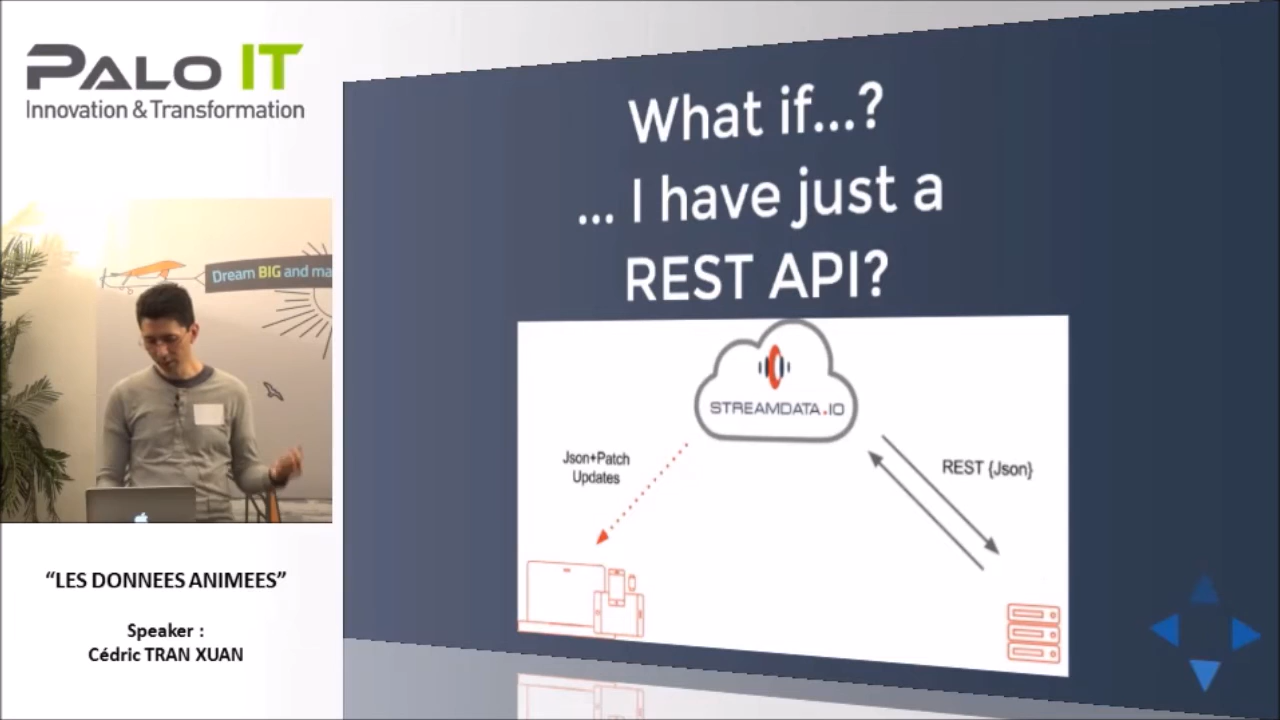 PALO IT
Innovation & Transformation
Dream BIG and ma
“LES DONNEES ANIMEES”
Speaker :
Cédric TRAN XUAN
What if...?
... I have just a
REST API?
STREAMDATA.IO
Json+Patch
Updates
REST {Json}